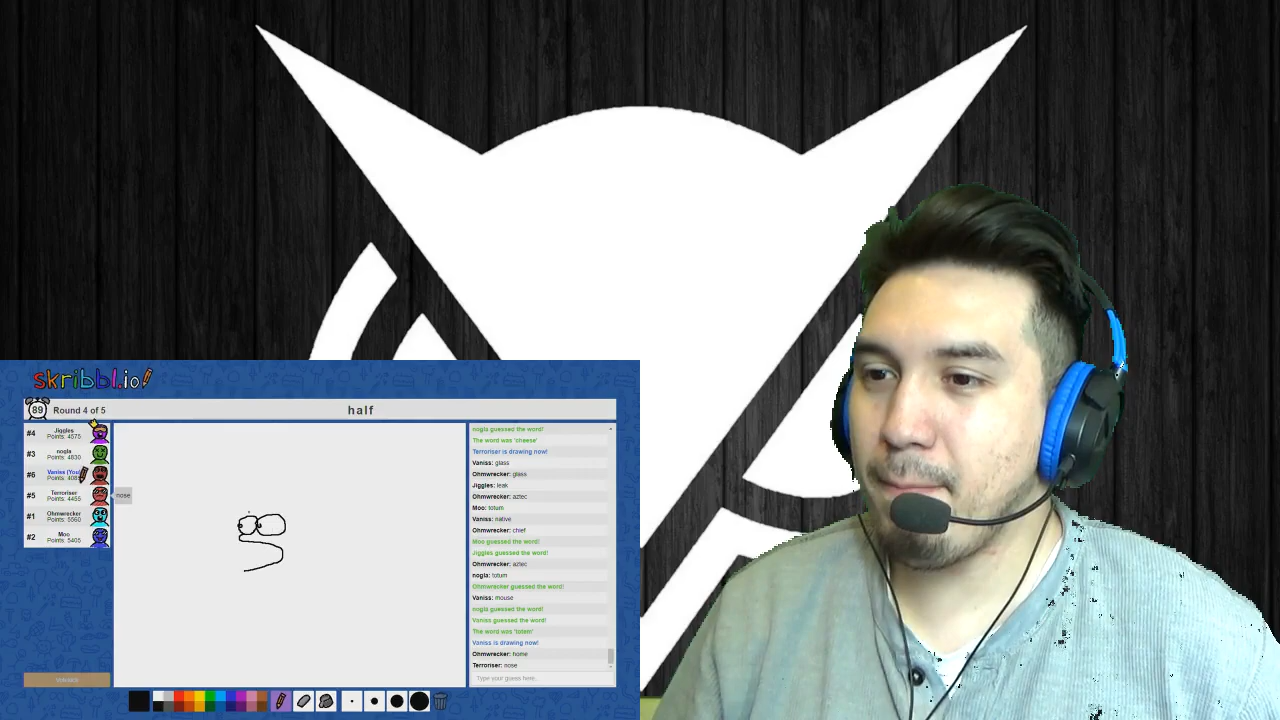 skribbl.io
89
Round 4 of 5
half
#4
Jiggles
Points: 4575
#3
nogla
Points: 4830
#6
Vaniss (You)
Points: 4085
#5
Terroriser
Points: 4455
nose
#1
Ohmwrecker
Points: 5560
#2
Moo
Points: 5405
nogla guessed the word!
The word was 'cheese'
Terroriser is drawing now!
Vaniss: glass
Ohmwrecker: glass
Jiggles: leak
Ohmwrecker: aztec
Moo: totum
Vaniss: native
Ohmwrecker: chief
Moo guessed the word!
Jiggles guessed the word!
Ohmwrecker: aztec
nogla: totum
Ohmwrecker guessed the word!
Vaniss: mouse
nogla guessed the word!
Vaniss guessed the word!
The word was 'totem'
Vaniss is drawing now!
Ohmwrecker: home
Terroriser: nose
Type your guess here...